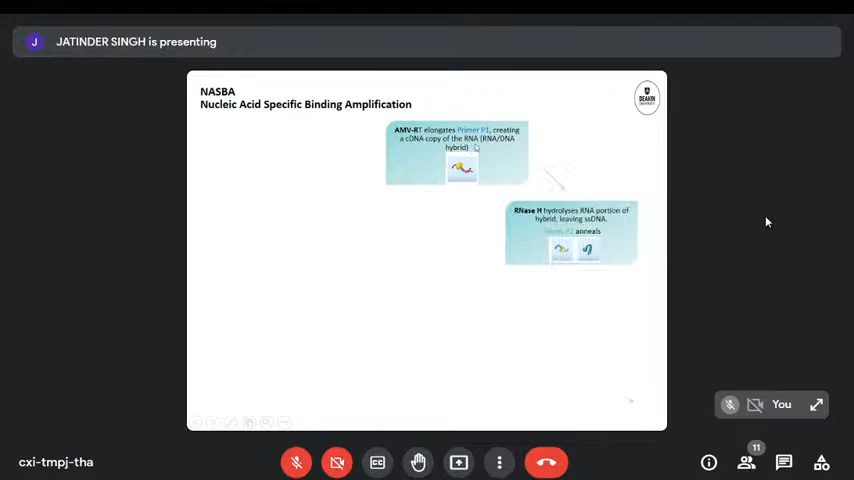 J JATINDER SINGH is presenting
NASBA
Nucleic Acid Specific Binding Amplification
DEAKIN
AMV-RT elongates Primer P1, creating
a cDNA copy of the RNA (RNA/DNA
hybrid)
RNase H hydrolyses RNA portion of
hybrid, leaving ssDNA.
anneals
You
11
cxi-tmpj-tha
CC